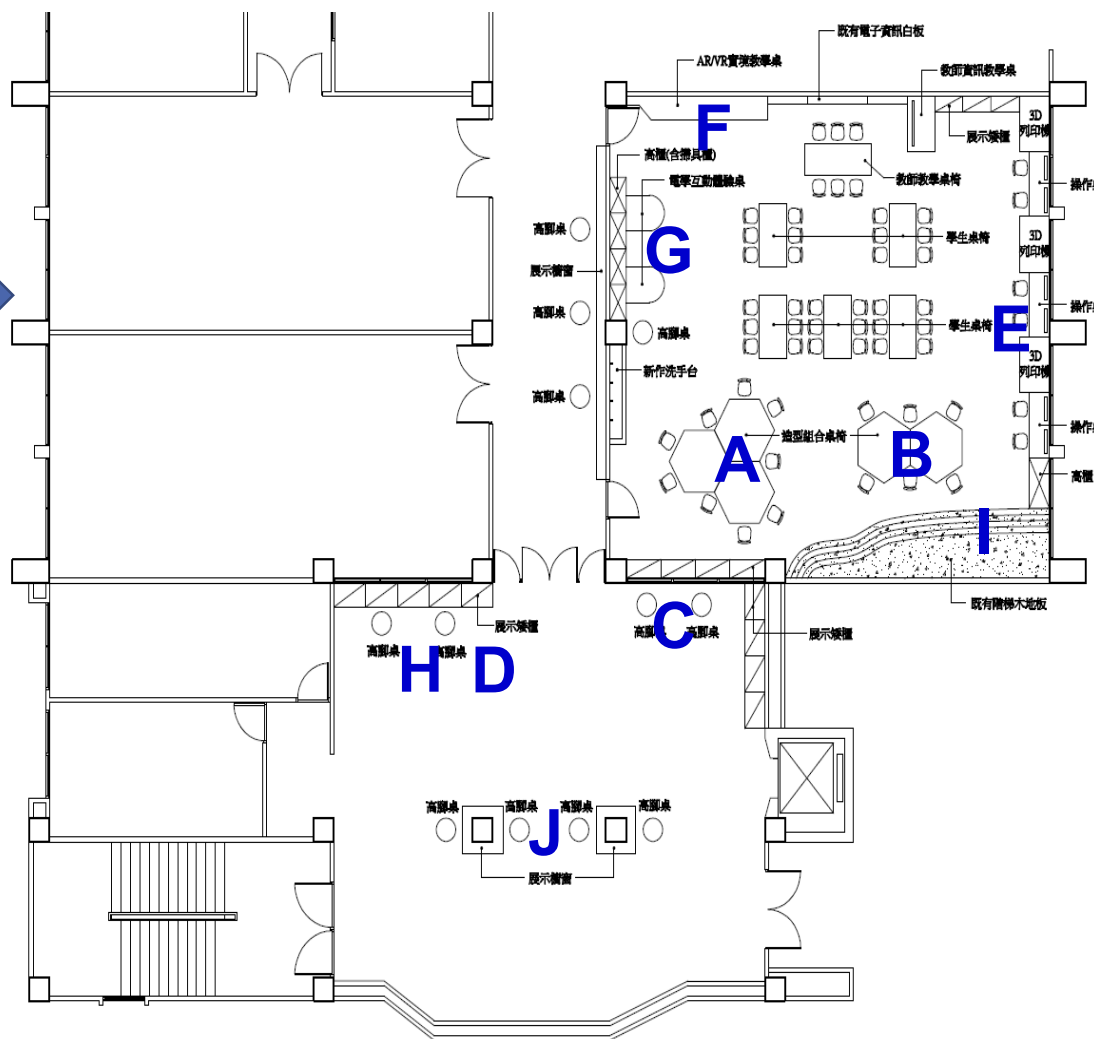 既有電子資訊白板
AR/VR實境教學桌
教師資訊教學桌
F
3D
列印機
展示矮櫃
高櫃(含掃具櫃)
電學互動體驗桌
教師教學桌椅
操作
高腳桌
G
學生桌椅
3D
列印機
展示櫥窗
高腳桌
E
操作
學生桌椅
高腳桌
3D
列印機
新作洗手台
高腳桌
操作
造型組合桌椅
A
B
高櫃
I
既有階梯木地板
C
高腳桌
高腳桌
展示矮櫃
展示矮櫃
高腳桌
高腳桌
H
D
高腳桌
高腳桌
高腳桌
高腳桌
J
展示櫥窗